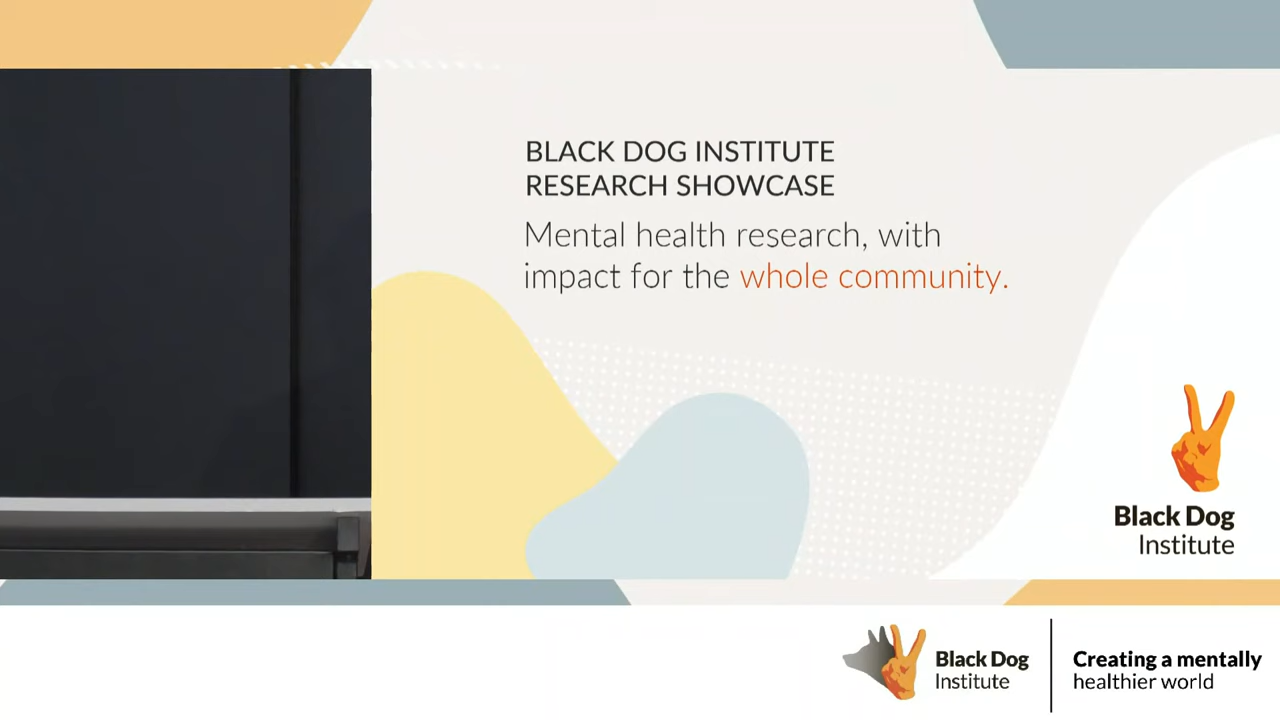 BLACK DOG INSTITUTE
RESEARCH SHOWCASE
Mental health research, with
impact for the whole community.
Black Dog
Institute
Black Dog
Institute
Creating a mentally
healthier world